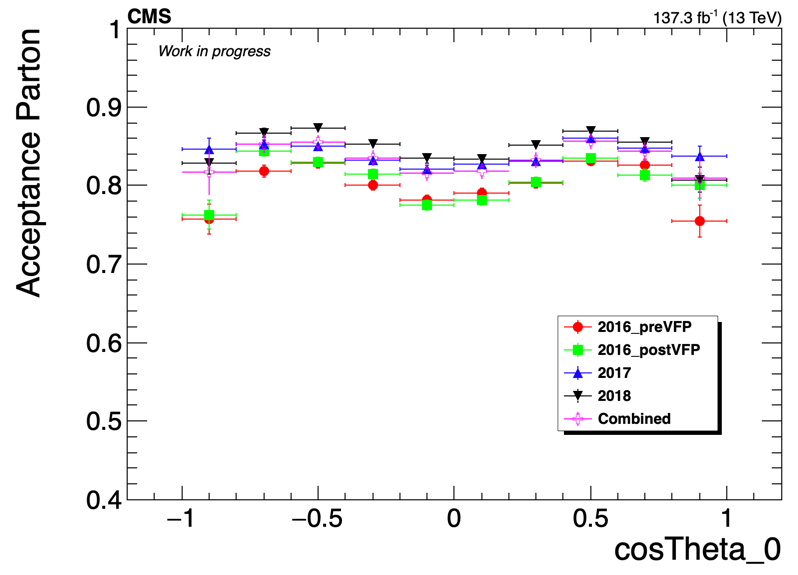 CMS
137.3 fb⁻¹ (13 TeV)
Work in progress
Acceptance Parton
1
0.9
0.8
0.7
0.6
0.5
0.4
2016_preVFP
2016_postVFP
2017
2018
Combined
−1
−0.5
0
0.5
1
cosTheta_0